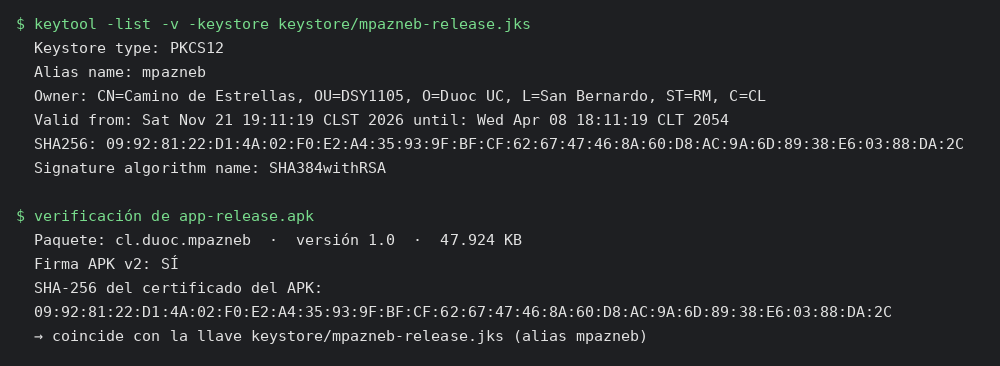 $ keytool -list -v -keystore keystore/mpazneb-release.jks
Keystore type: PKCS12
Alias name: mpazneb
Owner: CN=Camino de Estrellas, OU=DSY1105, O=Duoc UC, L=San Bernardo, ST=RM, C=CL
Valid from: Sat Nov 21 19:11:19 CLST 2026 until: Wed Apr 08 18:11:19 CLT 2054
SHA256: 09:92:81:22:D1:4A:02:F0:E2:A4:35:93:9F:BF:CF:62:67:47:46:8A:60:D8:AC:9A:6D:89:38:E6:03:88:DA:2C
Signature algorithm name: SHA384withRSA
$ verificación de app-release.apk
Paquete: cl.duoc.mpazneb · versión 1.0 · 47.924 KB
Firma APK v2: SÍ
SHA-256 del certificado del APK:
09:92:81:22:D1:4A:02:F0:E2:A4:35:93:9F:BF:CF:62:67:47:46:8A:60:D8:AC:9A:6D:89:38:E6:03:88:DA:2C
→ coincide con la llave keystore/mpazneb-release.jks (alias mpazneb)